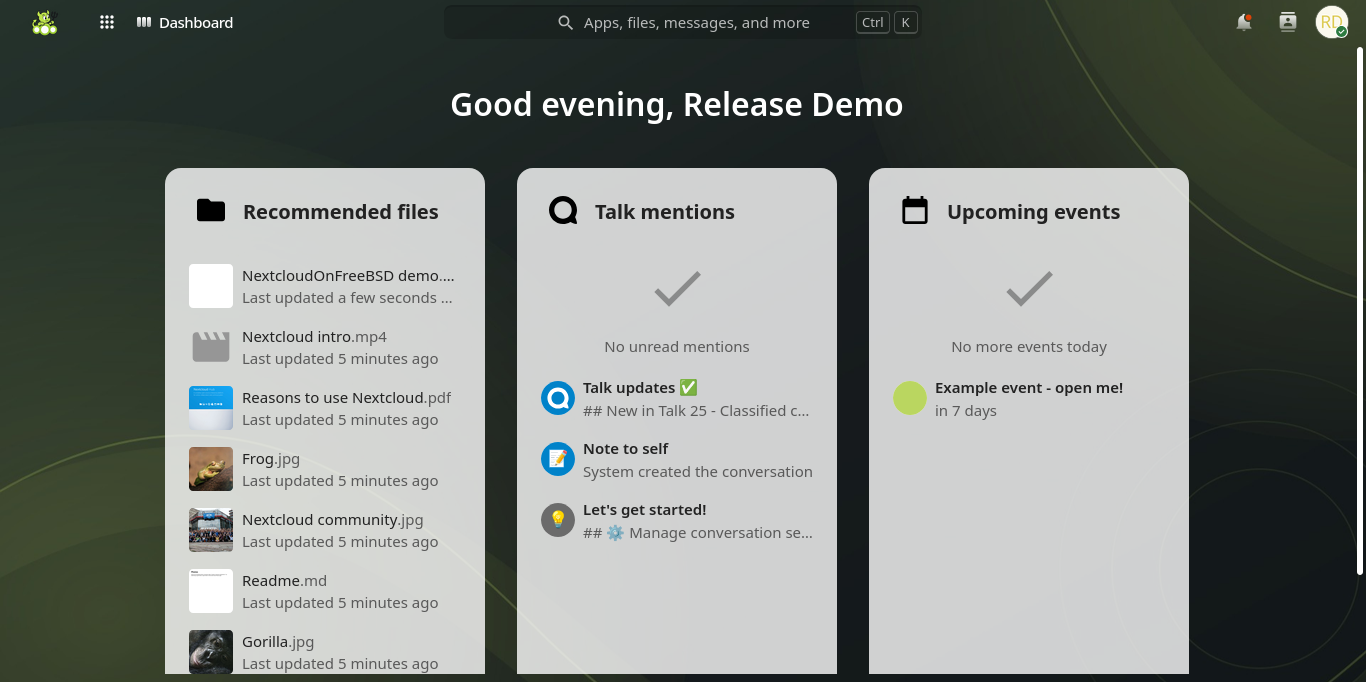 Dashboard
Apps, files, messages, and more
Ctrl
K
RD
Good evening, Release Demo
Recommended files
NextcloudOnFreeBSD demo....
Last updated a few seconds ...
Nextcloud intro.mp4
Last updated 5 minutes ago
Reasons to use Nextcloud.pdf
Last updated 5 minutes ago
Frog.jpg
Last updated 5 minutes ago
Nextcloud community.jpg
Last updated 5 minutes ago
Readme.md
Last updated 5 minutes ago
Gorilla.jpg
Last updated 5 minutes ago
Talk mentions
No unread mentions
Talk updates ✅
## New in Talk 25 - Classified c...
Note to self
System created the conversation
Let's get started!
## ⚙️ Manage conversation se...
Upcoming events
No more events today
Example event - open me!
in 7 days